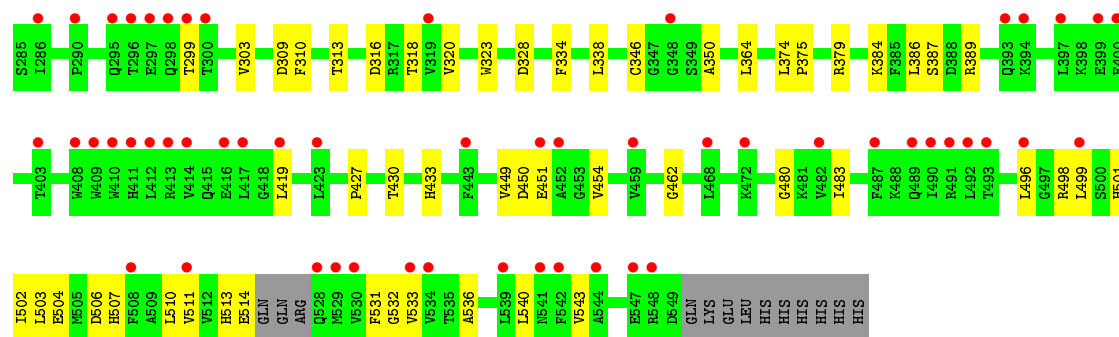 S285 I286 P290 Q295 T296 E297 Q298 T299 T300 V303 D309 F310 T313 D316 R317 T318 V319 V320 W323 D328 F334 L338 C346 G347 G348 S349 A350 L364 L374 P375 R379 K384 F385 L386 S387 D388 R389 Q393 K394 L397 K398 E399
T403 W408 W409 W410 H411 L412 R413 V414 Q415 E416 L417 G418 L419 L423 P427 T430 H433 F443 V449 D450 E451 A452 G453 V454 V459 G462 L468 K472 G480 K481 V482 I483 F487 K488 Q489 I490 R491 L492 T493 L496 G497 R498 L499 S500 H501
I502 L503 E504 M505 D506 H507 F508 A509 L510 V511 V512 H513 E514 GLN GLN ARG Q528 M529 V530 F531 G532 V533 V534 T535 A536 L539 L540 N541 F542 V543 A544 E547 R548 D549 GLN LYS GLU LEU HIS HIS HIS HIS HIS HIS